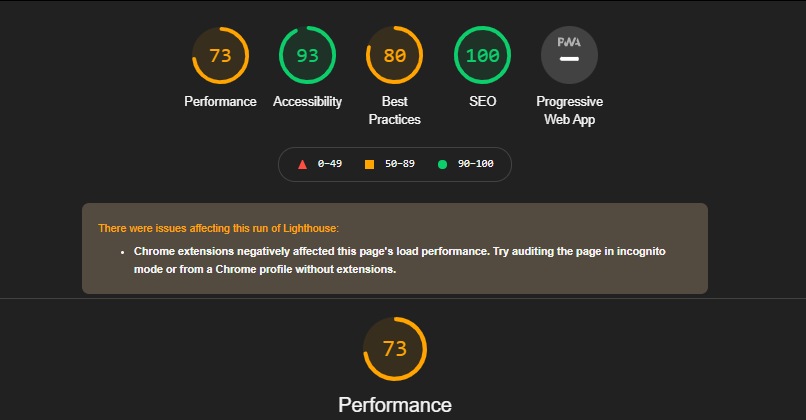 73 93 80 100 PWA
Performance Accessibility Best Practices SEO Progressive Web App
0–49 50–89 90–100
There were issues affecting this run of Lighthouse:
• Chrome extensions negatively affected this page's load performance. Try auditing the page in incognito
mode or from a Chrome profile without extensions.
73
Performance